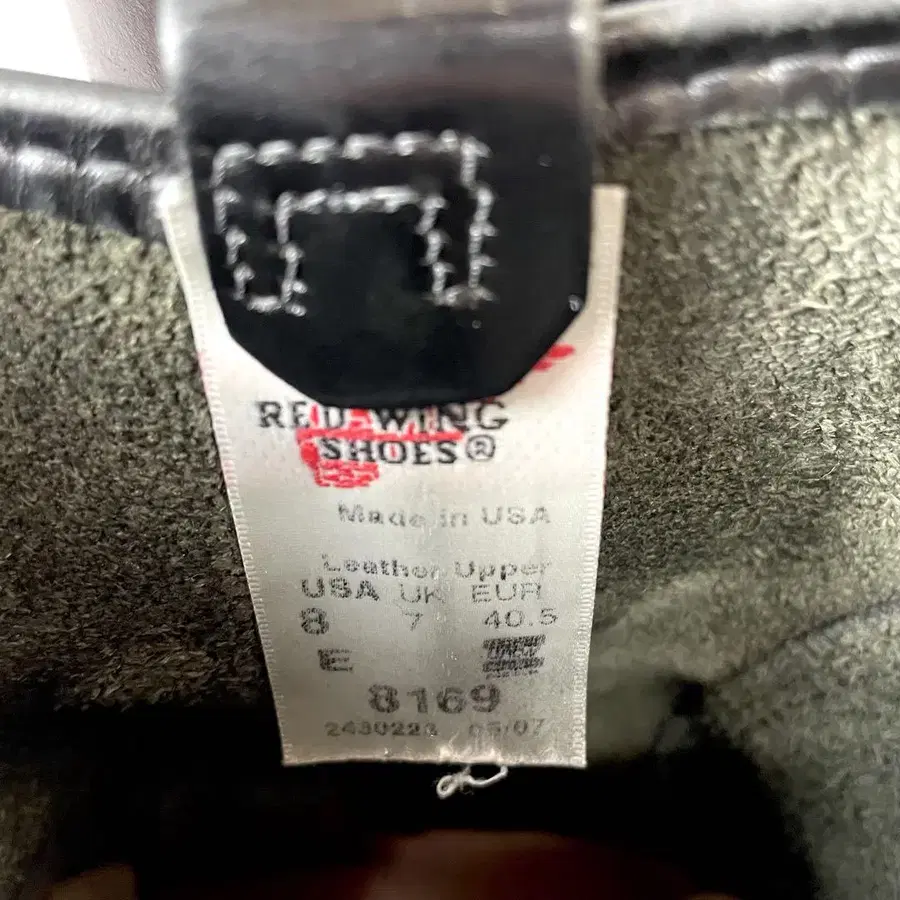 RED WING
SHOES®
Made in USA
Leather Upper
USA UK EUR
8 7 40.5
E
8169
2430223 05/07